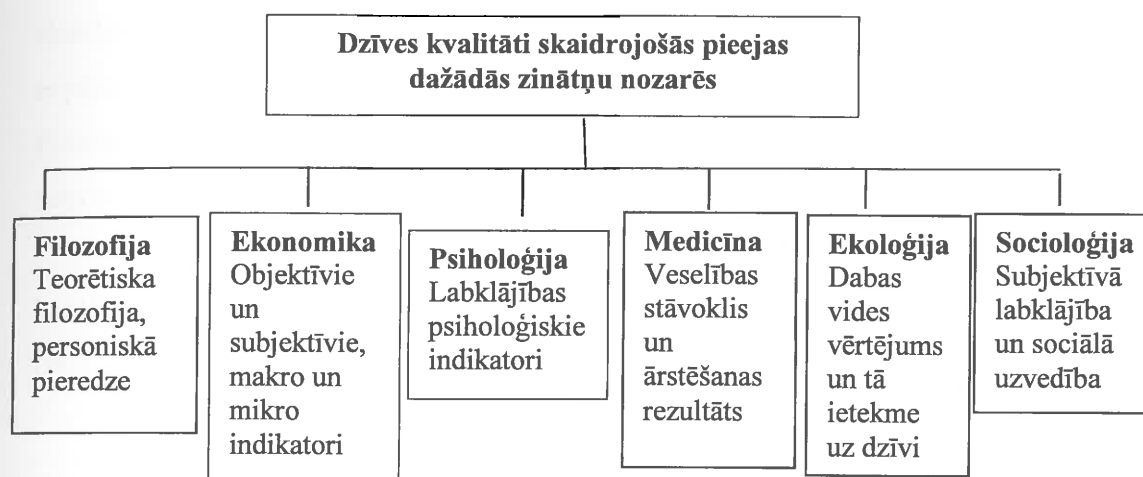 Dzīves kvalitāti skaidrojošās pieejas
dažādās zinātņu nozarēs
Filozofija
Teorētiska
filozofija,
personiskā
pieredze
Ekonomika
Objektīvie
un
subjektīvie,
makro un
mikro
indikatori
Psiholoģija
Labklājības
psiholoģiskie
indikatori
Medicīna
Veselības
stāvoklis
un
ārstēšanas
rezultāts
Ekoloģija
Dabas
vides
vērtējums
un tā
ietekme
uz dzīvi
Socioloģija
Subjektīvā
labklājība
un sociālā
uzvedība